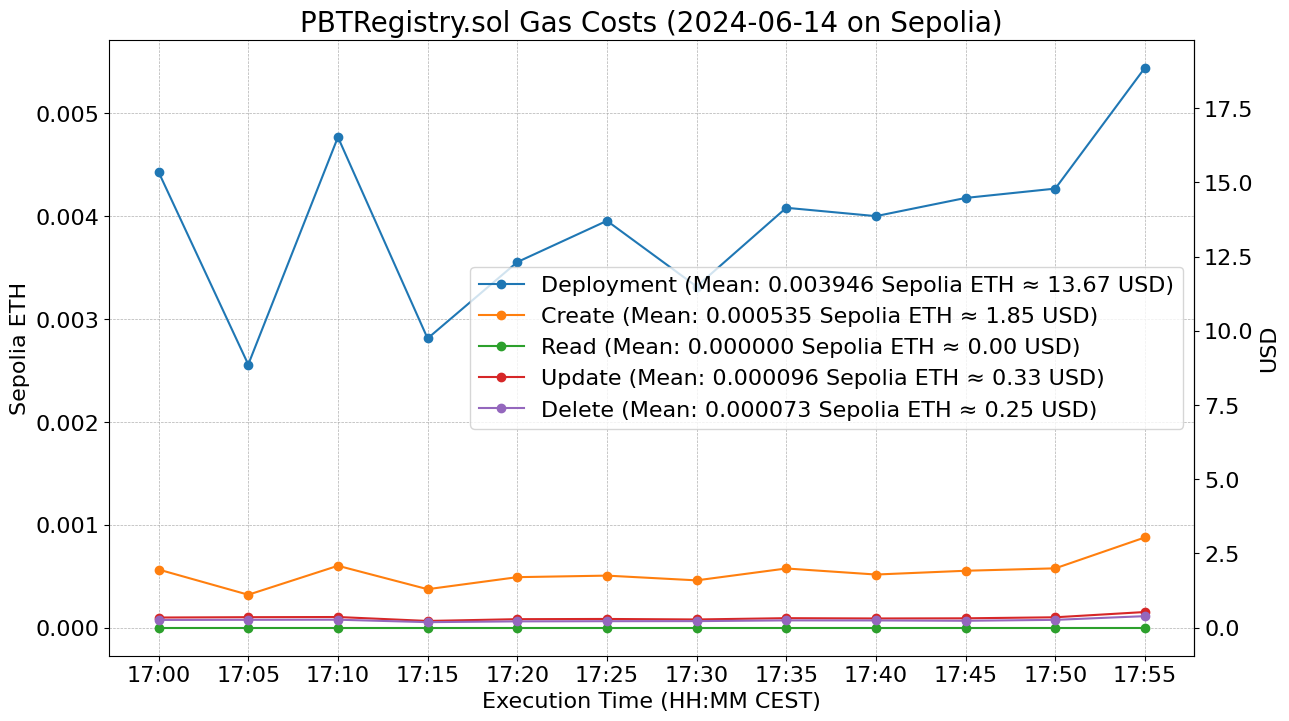 PBTRegistry.sol Gas Costs (2024-06-14 on Sepolia)
Sepolia ETH
0.005
0.004
0.003
0.002
0.001
0.000
Deployment (Mean: 0.003946 Sepolia ETH ≈ 13.67 USD)
Create (Mean: 0.000535 Sepolia ETH ≈ 1.85 USD)
Read (Mean: 0.000000 Sepolia ETH ≈ 0.00 USD)
Update (Mean: 0.000096 Sepolia ETH ≈ 0.33 USD)
Delete (Mean: 0.000073 Sepolia ETH ≈ 0.25 USD)
17.5
15.0
12.5
10.0
7.5
5.0
2.5
0.0
USD
17:00 17:05 17:10 17:15 17:20 17:25 17:30 17:35 17:40 17:45 17:50 17:55
Execution Time (HH:MM CEST)